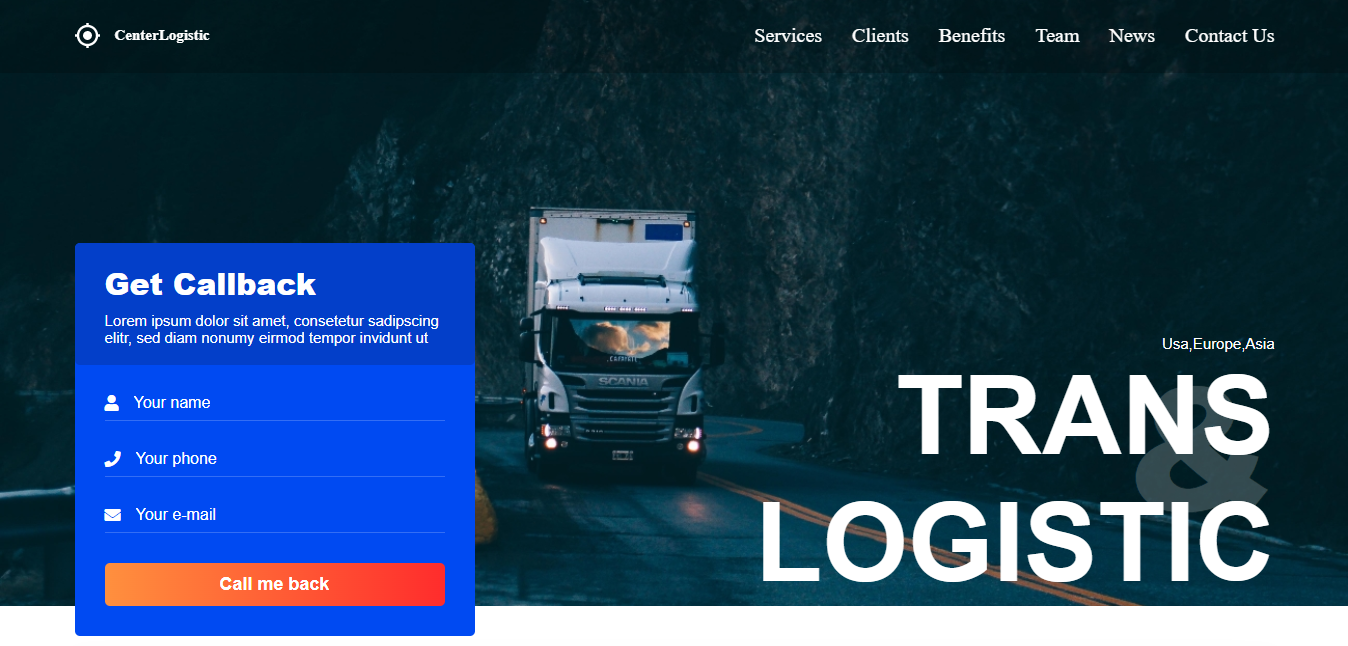 CenterLogistic
Services Clients Benefits Team News Contact Us
Get Callback
Lorem ipsum dolor sit amet, consetetur sadipscing
elitr, sed diam nonumy eirmod tempor invidunt ut
Your name
Your phone
Your e-mail
Call me back
SCANIA
Usa,Europe,Asia
TRANS
&
LOGISTIC